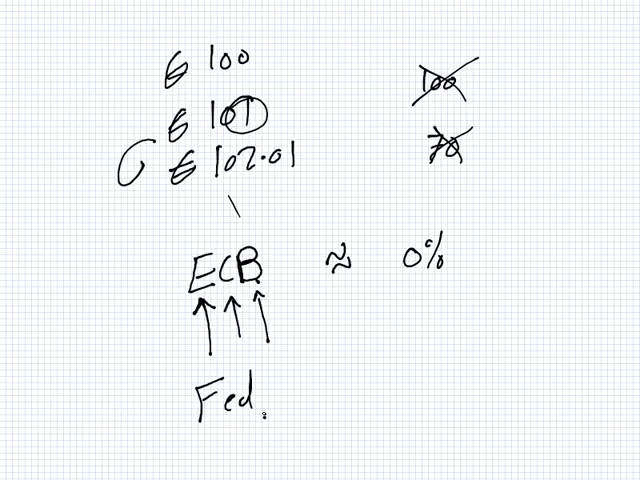 € 100
€ 101
€ 102.01
100
70
ECB ≈ 0%
Fed.